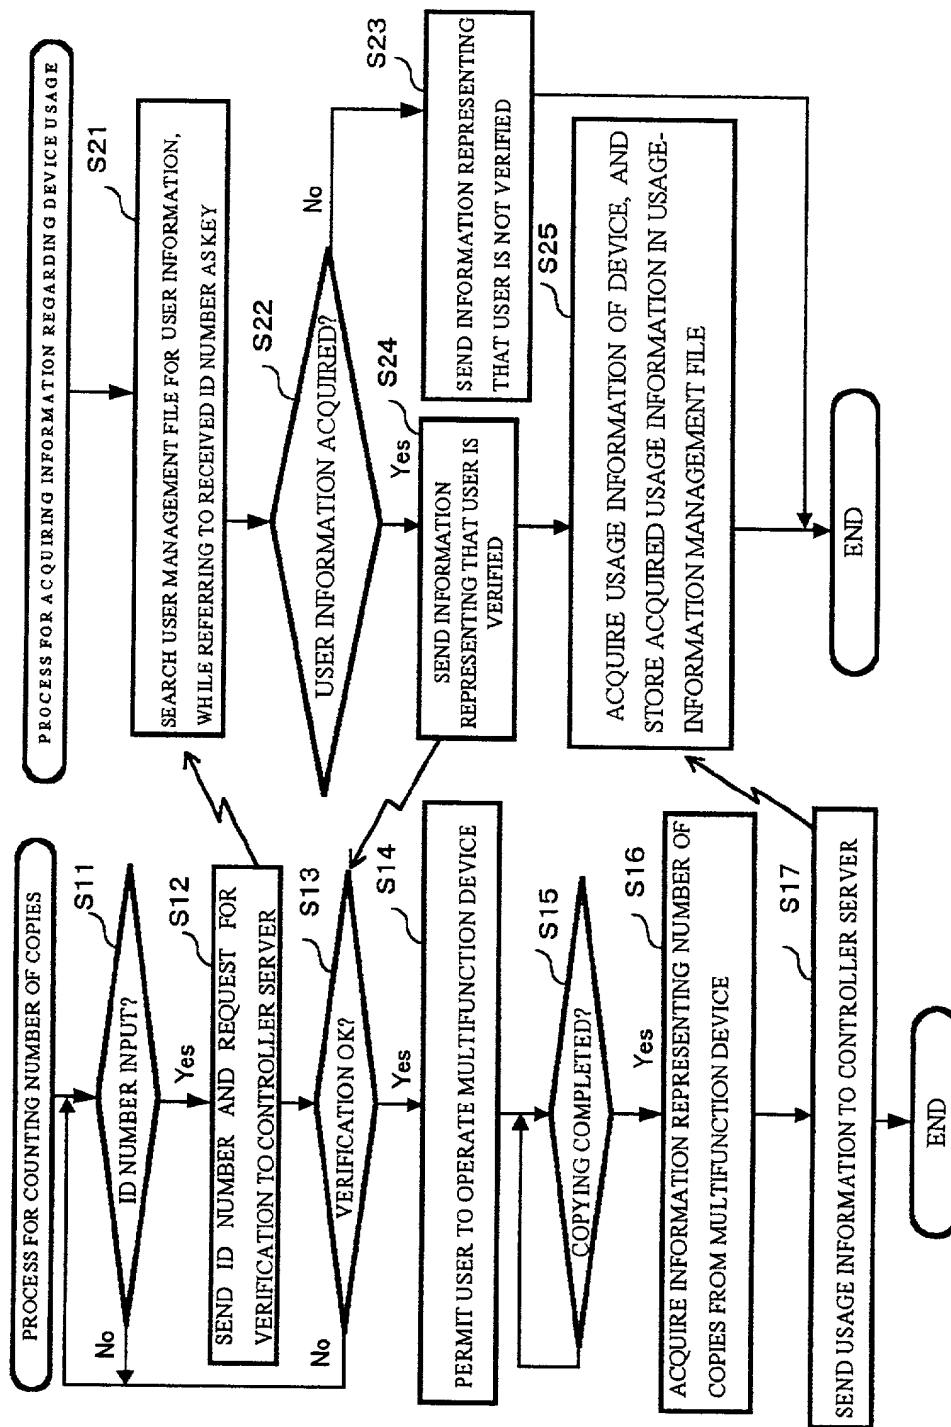 PROCESS FOR COUNTING NUMBER OF COPIES
S11
ID NUMBER INPUT?
No
Yes
S12
SEND ID NUMBER AND REQUEST FOR
VERIFICATION TO CONTROLLER SERVER
S13
VERIFICATION OK?
No
Yes
S14
PERMIT USER TO OPERATE MULTIFUNCTION DEVICE
S15
COPYING COMPLETED?
Yes
S16
ACQUIRE INFORMATION REPRESENTING NUMBER OF
COPIES FROM MULTIFUNCTION DEVICE
S17
SEND USAGE INFORMATION TO CONTROLLER SERVER
END
PROCESS FOR ACQUIRING INFORMATION REGARDING DEVICE USAGE
S21
SEARCH USER MANAGEMENT FILE FOR USER INFORMATION,
WHILE REFERRING TO RECEIVED ID NUMBER AS KEY
S22
USER INFORMATION ACQUIRED?
No
Yes
S23
SEND INFORMATION REPRESENTING
THAT USER IS NOT VERIFIED
S24
SEND INFORMATION
REPRESENTING THAT USER IS
VERIFIED
S25
ACQUIRE USAGE INFORMATION OF DEVICE, AND
STORE ACQUIRED USAGE INFORMATION IN USAGE-
INFORMATION MANAGEMENT FILE
END